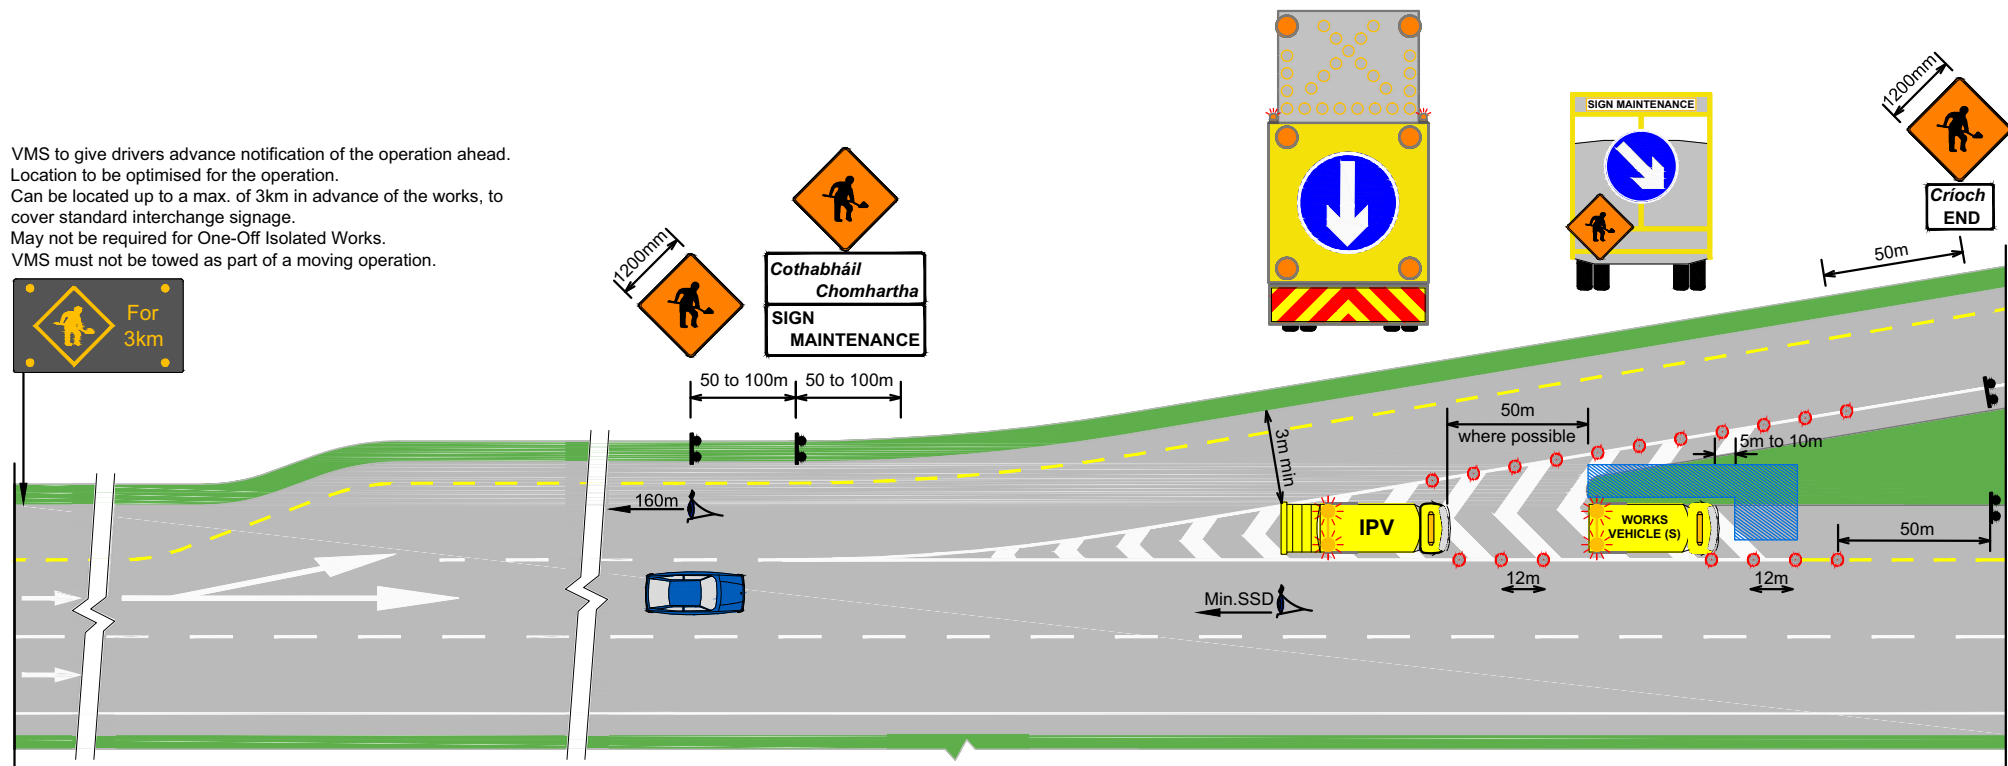 VMS to give drivers advance notification of the operation ahead.
Location to be optimised for the operation.
Can be located up to a max. of 3km in advance of the works, to
cover standard interchange signage.
May not be required for One-Off Isolated Works.
VMS must not be towed as part of a moving operation.
For
3km
1200mm
Cothabháil
Chomhartha
SIGN
MAINTENANCE
50 to 100m
50 to 100m
160m
SIGN MAINTENANCE
1200mm
Críoch
END
50m
50m
where possible
5m to 10m
3m min
IPV
WORKS
VEHICLE (S)
50m
12m
12m
Min.SSD